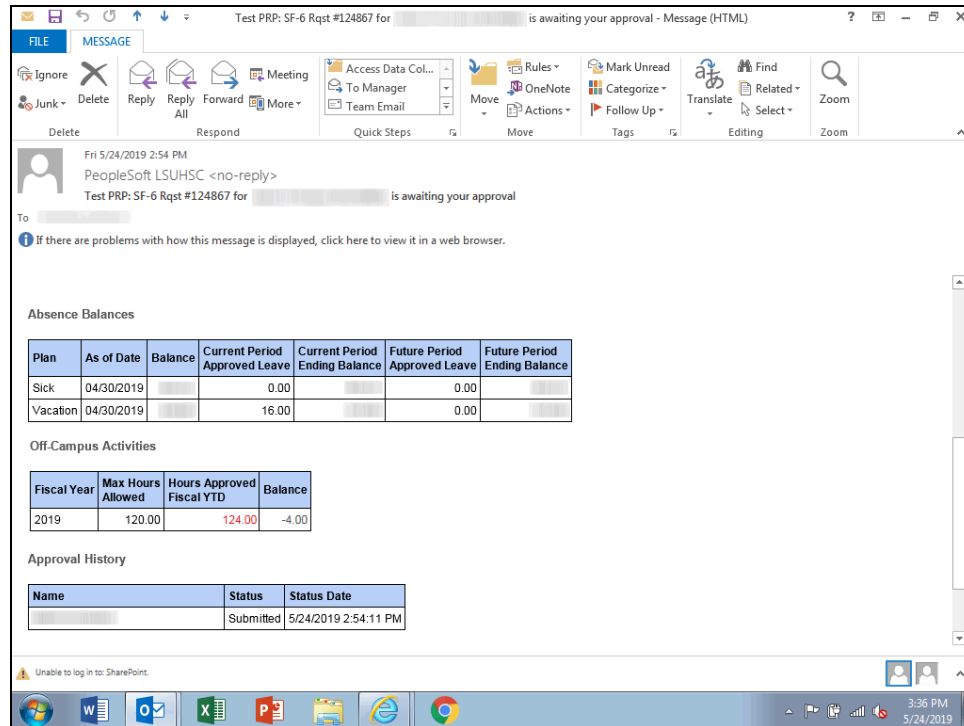 Test PRP: SF-6 Rqst #124867 for is awaiting your approval - Message (HTML)
FILE MESSAGE
Ignore
Junk
Delete
Reply
Reply All
Forward
Meeting
More
Access Data Col...
To Manager
Team Email
Move
Rules
OneNote
Actions
Mark Unread
Categorize
Follow Up
Translate
Find
Related
Select
Zoom
Delete Respond Quick Steps Move Tags Editing Zoom
Fri 5/24/2019 2:54 PM
PeopleSoft LSUHSC <no-reply>
Test PRP: SF-6 Rqst #124867 for is awaiting your approval
To
If there are problems with how this message is displayed, click here to view it in a web browser.
Absence Balances
Plan As of Date Balance Current Period Approved Leave Current Period Ending Balance Future Period Approved Leave Future Period Ending Balance
Sick 04/30/2019 0.00 0.00
Vacation 04/30/2019 16.00 0.00
Off-Campus Activities
Fiscal Year Max Hours Allowed Hours Approved Fiscal YTD Balance
2019 120.00 124.00 -4.00
Approval History
Name Status Status Date
Submitted 5/24/2019 2:54:11 PM
Unable to log in to: SharePoint.
3:36 PM
5/24/2019